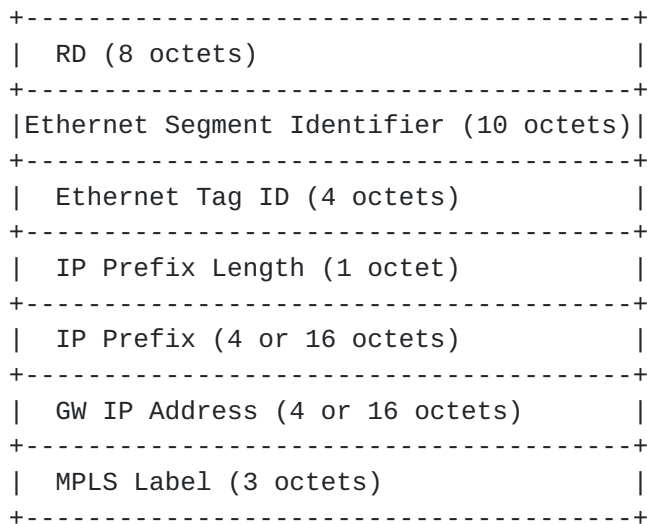 +---------------------------------------+
|  RD (8 octets)                        |
+---------------------------------------+
|Ethernet Segment Identifier (10 octets)|
+---------------------------------------+
|  Ethernet Tag ID (4 octets)           |
+---------------------------------------+
|  IP Prefix Length (1 octet)           |
+---------------------------------------+
|  IP Prefix (4 or 16 octets)           |
+---------------------------------------+
|  GW IP Address (4 or 16 octets)       |
+---------------------------------------+
|  MPLS Label (3 octets)                |
+---------------------------------------+